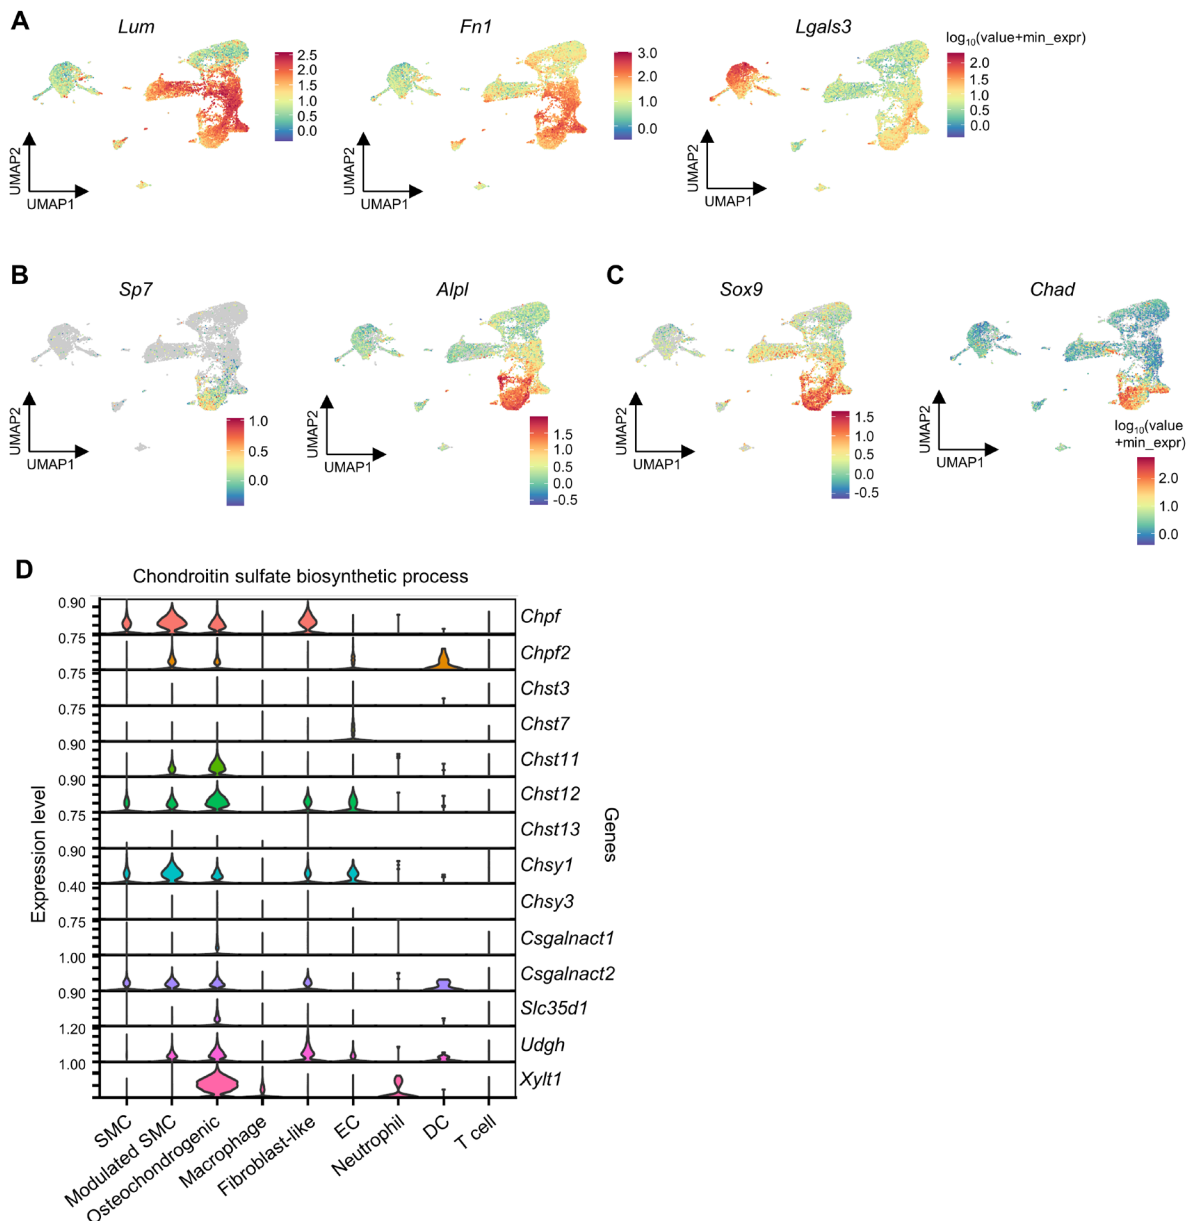 A
Lum
Fn1
Lgals3
log10(value+min_expr)
2.5
2.0
1.5
1.0
0.5
0.0
3.0
2.0
1.0
0.0
2.0
1.5
1.0
0.5
0.0
UMAP2
UMAP1
UMAP2
UMAP1
UMAP2
UMAP1
B
Sp7
Alpl
C
Sox9
Chad
UMAP2
UMAP1
1.0
0.5
0.0
UMAP2
UMAP1
1.5
1.0
0.5
0.0
-0.5
UMAP2
UMAP1
1.5
1.0
0.5
0.0
-0.5
UMAP2
UMAP1
log10(value
+min_expr)
2.0
1.0
0.0
D
Chondroitin sulfate biosynthetic process
Expression level
Genes
0.90
Chpf
0.75
Chpf2
0.75
Chst3
0.75
Chst7
0.90
Chst11
0.90
Chst12
0.75
Chst13
0.90
Chsy1
0.40
Chsy3
0.75
Csgalnact1
1.00
Csgalnact2
0.90
Slc35d1
1.20
Udgh
1.00
Xylt1
SMC
Modulated SMC
Osteochondrogenic
Macrophage
Fibroblast-like
EC
Neutrophil
DC
T cell